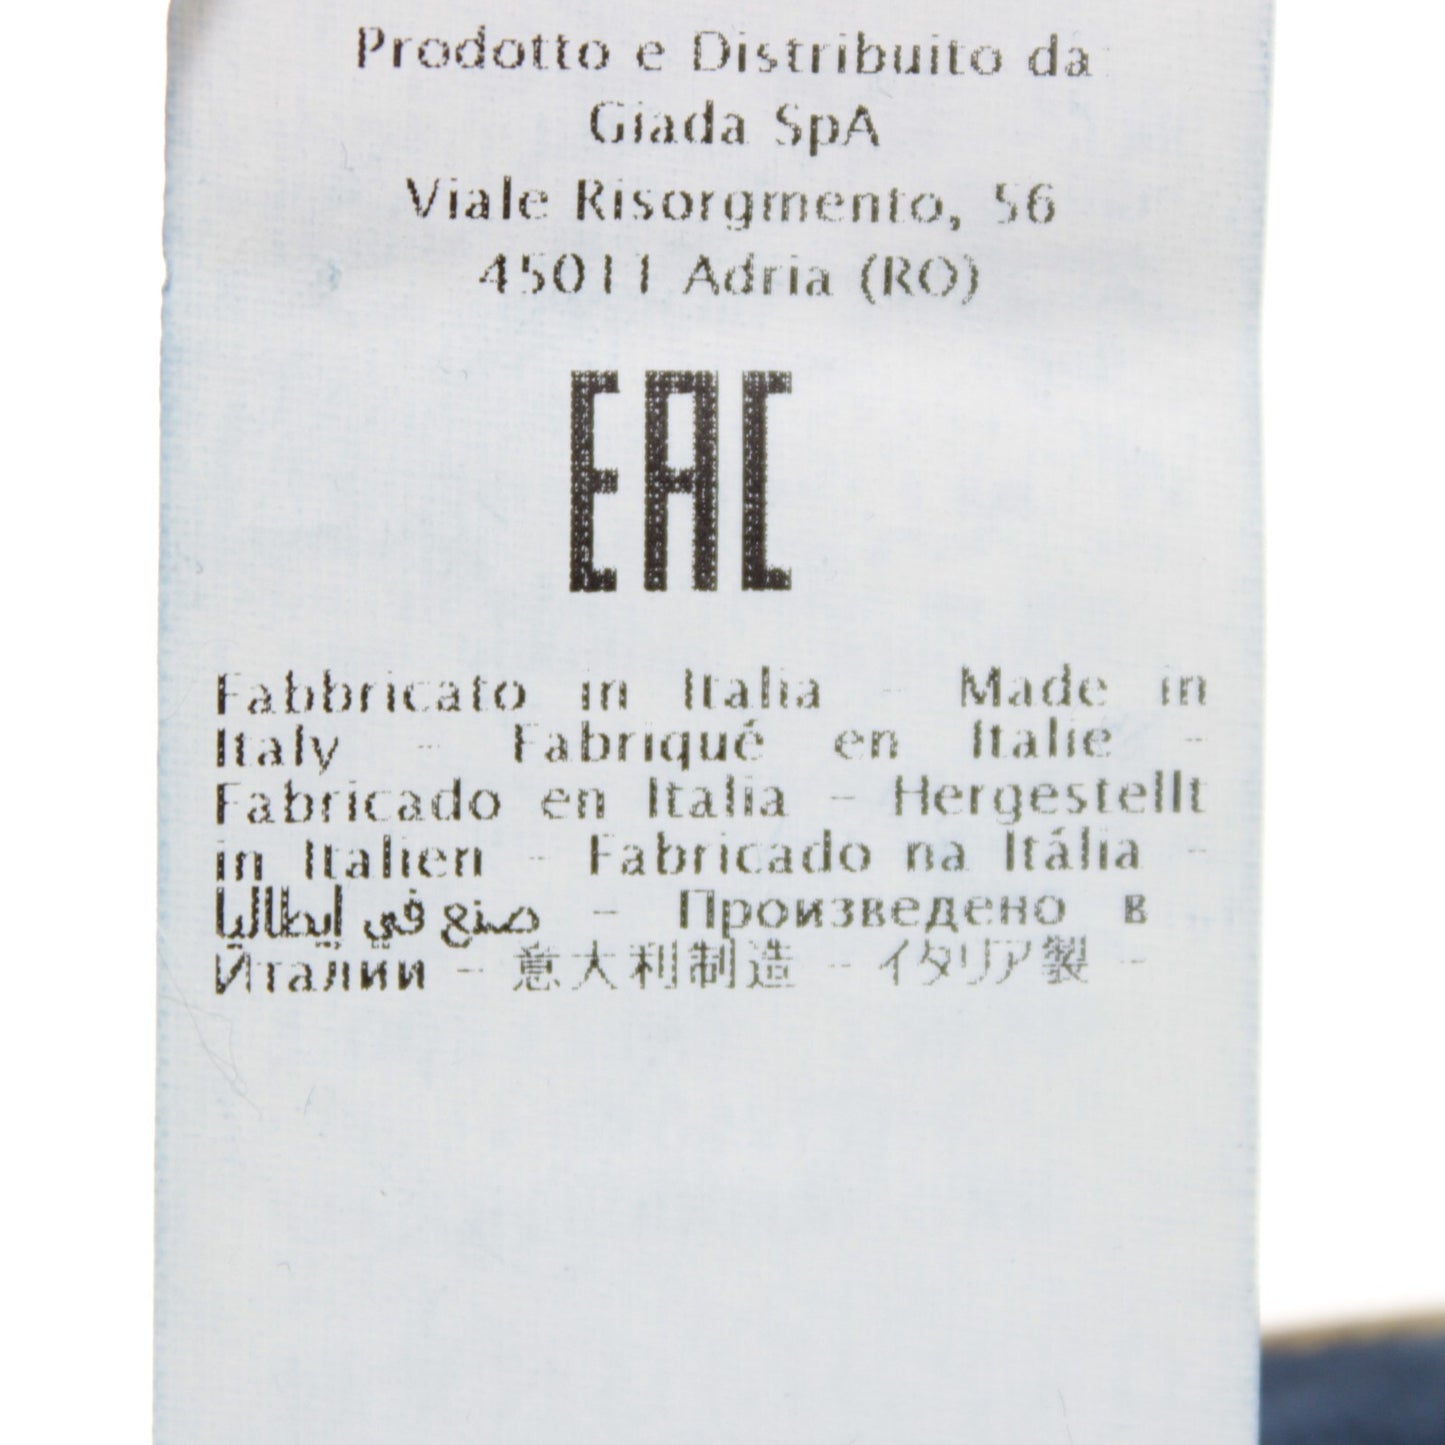 Prodotto e Distribuito da
Giada SpA
Viale Risorgmento, 56
45011 Adria (RO)
EAC
Fabbricato in Italia - Made in
Italy - Fabriqué en Italie -
Fabricado en Italia - Hergestellt
in Italien - Fabricado na Itália -
صنع في إيطاليا - Произведено в
Италии - 意大利制造 - イタリア製 -